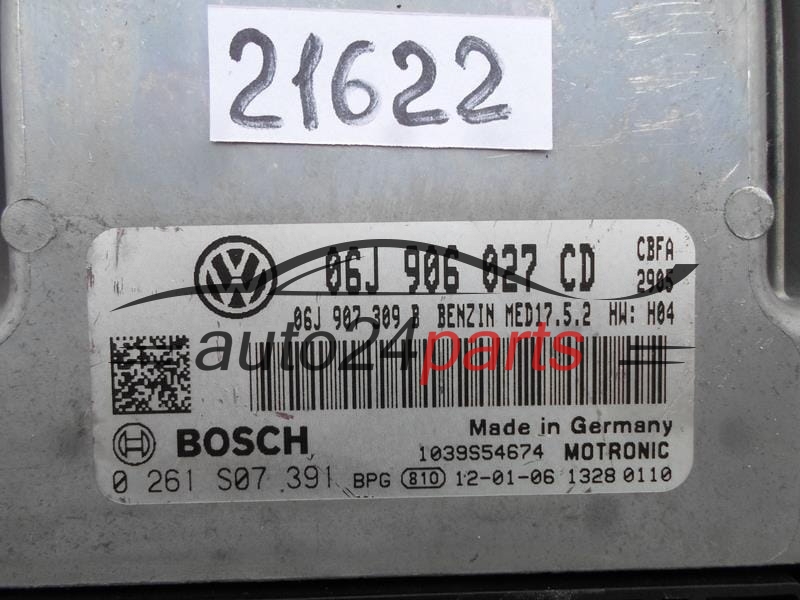 21622
06J 906 027 CD
CBFA
2905
06J 907 309 B BENZIN MED17.5.2 HW: H04
auto24parts
BOSCH
Made in Germany
1039S54674 MOTRONIC
0 261 S07 391 BPG 810 12-01-06 1328 0110